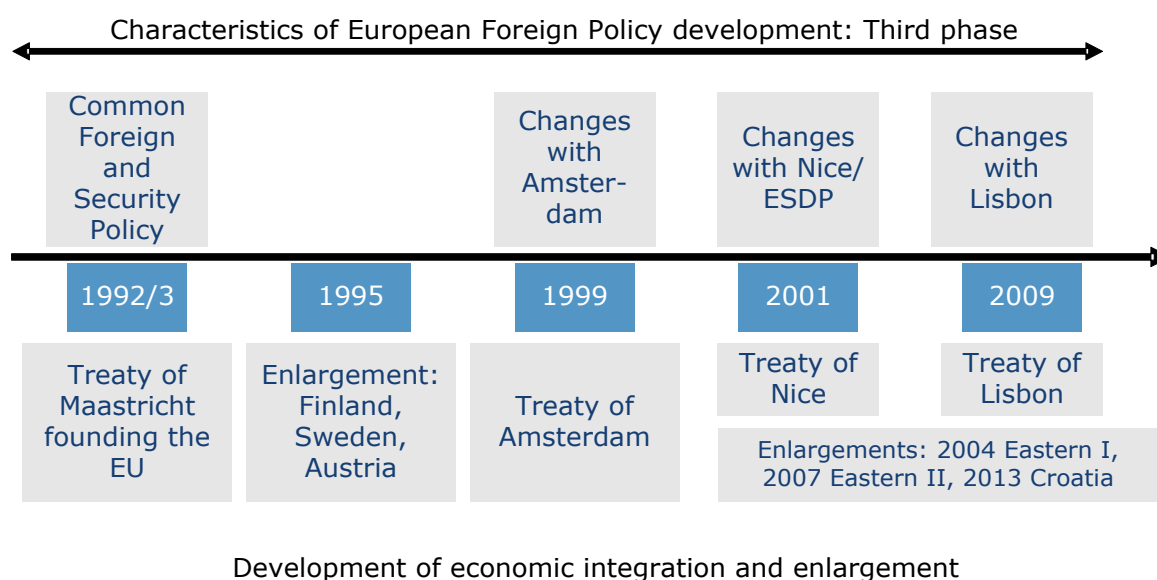 Characteristics of European Foreign Policy development: Third phase
Common
Foreign
and
Security
Policy
Changes
with
Amster-
dam
Changes
with Nice/
ESDP
Changes
with
Lisbon
1992/3
1995
1999
2001
2009
Treaty of
Maastricht
founding the
EU
Enlargement:
Finland,
Sweden,
Austria
Treaty of
Amsterdam
Treaty of
Nice
Treaty of
Lisbon
Enlargements: 2004 Eastern I,
2007 Eastern II, 2013 Croatia
Development of economic integration and enlargement